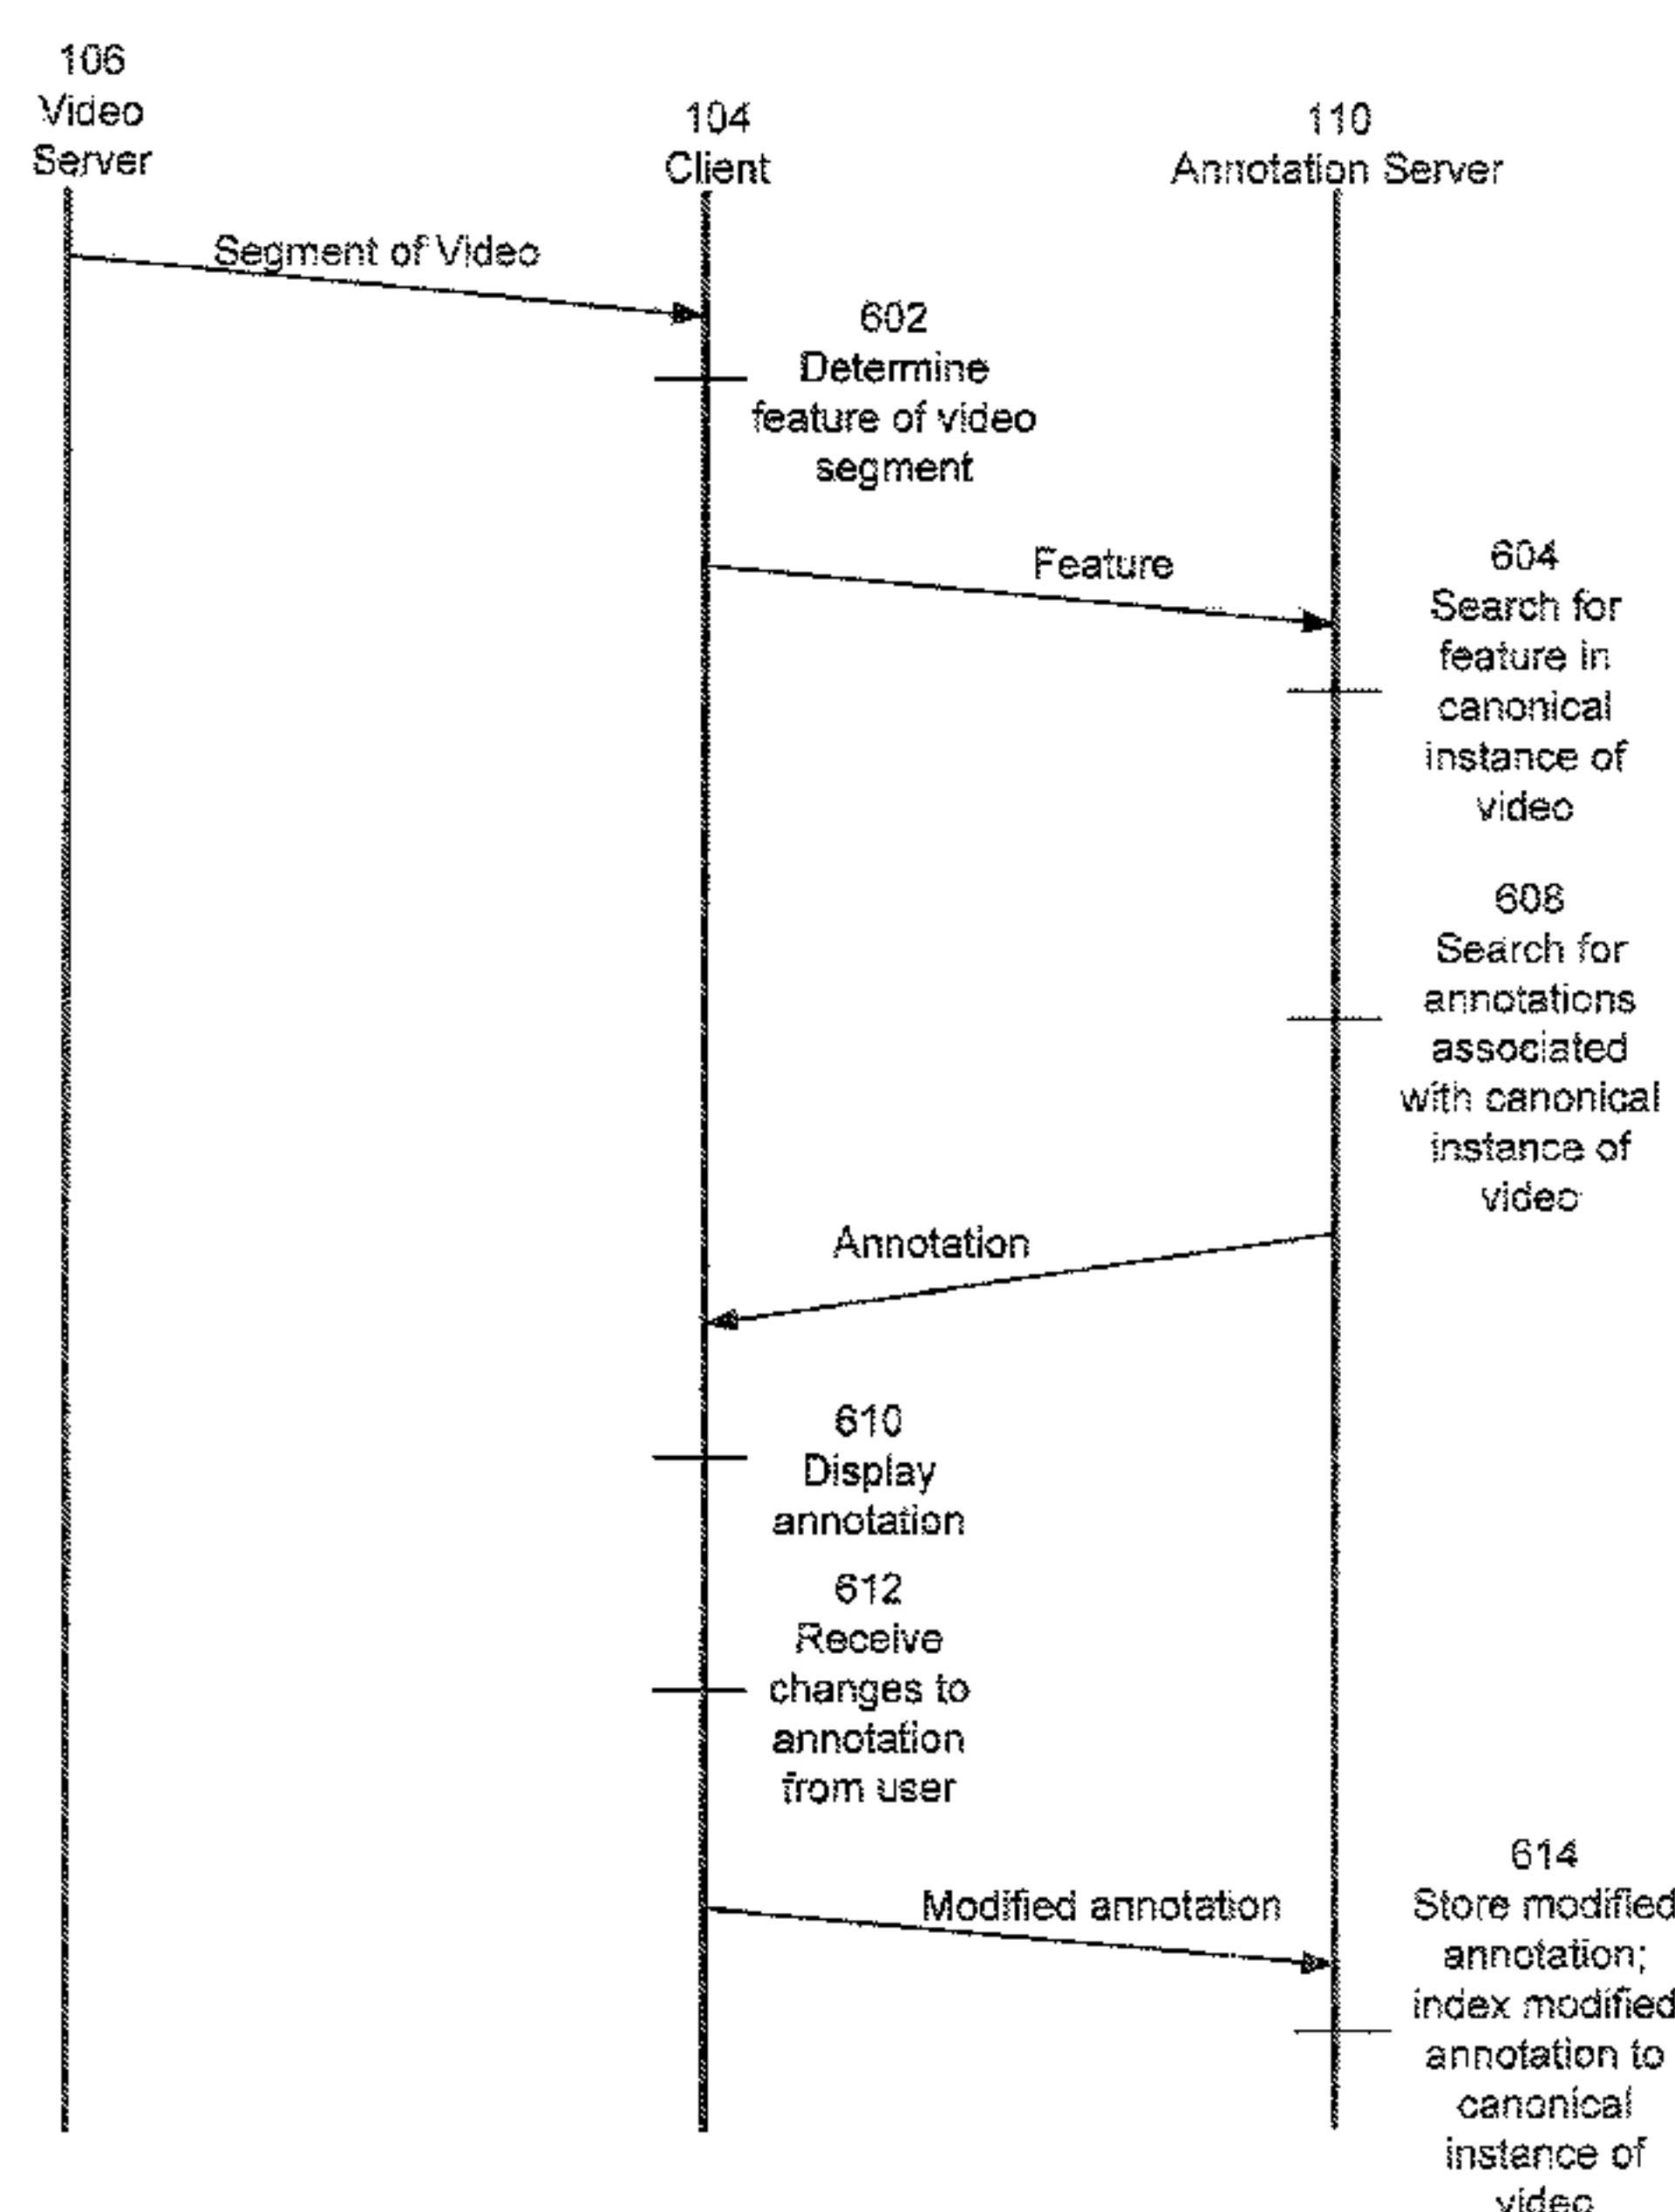 106
Video
Server
104
Client
110
Annotation Server
Segment of Video
602
Determine
feature of video
segment
Feature
604
Search for
feature in
canonical
instance of
video
608
Search for
annotations
associated
with canonical
instance of
video
Annotation
610
Display
annotation
612
Receive
changes to
annotation
from user
Modified annotation
614
Store modified
annotation;
index modified
annotation to
canonical
instance of
video